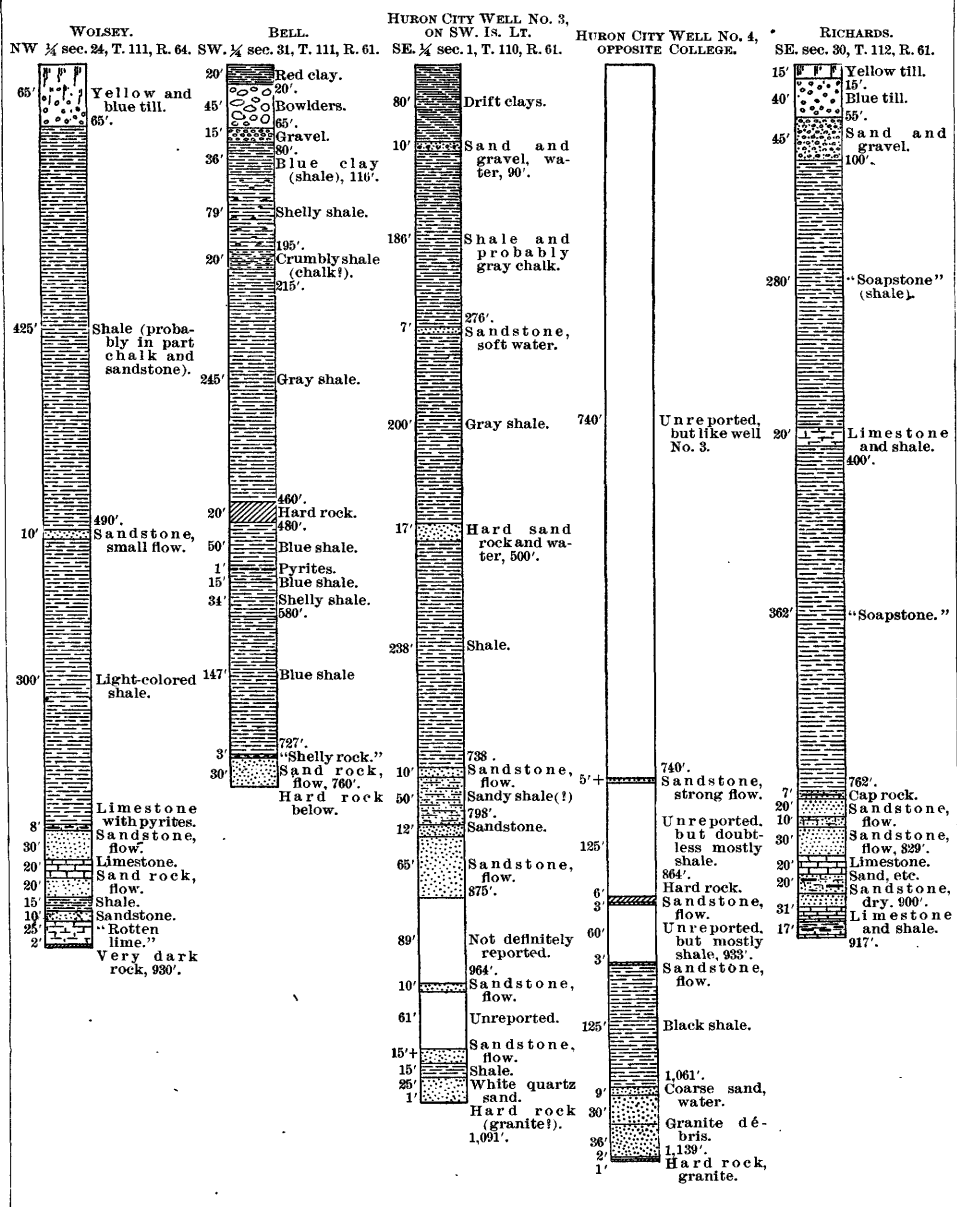 WOLSEY.
NW ¼ sec. 24, T. 111, R. 64.
65′
Yellow and
blue till.
65′.
425′
Shale (proba-
bly in part
chalk and
sandstone).
490′.
10′
Sandstone,
small flow.
300′
Light-colored
shale.
Limestone
with pyrites.
8′
Sandstone,
flow.
30′
Limestone.
20′
Sand rock,
flow.
20′
Shale.
15′
Sandstone.
10′
"Rotten
lime."
25′
2′
Very dark
rock, 930′.
BELL.
SW. ¼ sec. 31, T. 111, R. 61.
20′
Red clay.
20′.
45′
Bowlders.
65′.
15′
Gravel.
80′.
36′
Blue clay
(shale), 116′.
79′
Shelly shale.
195′.
20′
Crumbly shale
(chalk?).
215′.
245′
Gray shale.
460′.
20′
Hard rock.
480′.
50′
Blue shale.
1′
Pyrites.
15′
Blue shale.
34′
Shelly shale.
580′.
147′
Blue shale
727′.
3′
"Shelly rock."
30′
Sand rock,
flow, 760′.
Hard rock
below.
HURON CITY WELL NO. 3,
ON SW. IS. LT.
SE. ¼ sec. 1, T. 110, R. 61.
80′
Drift clays.
10′
Sand and
gravel, wa-
ter, 90′.
186′
Shale and
probably
gray chalk.
276′.
7′
Sandstone,
soft water.
200′
Gray shale.
17′
Hard sand
rock and wa-
ter, 500′.
238′
Shale.
738 .
10′
Sandstone,
flow.
50′
Sandy shale(?)
798′.
12′
Sandstone.
65′
Sandstone,
flow.
875′.
89′
Not definitely
reported.
964′.
10′
Sandstone,
flow.
61′
Unreported.
Sandstone,
flow.
15′+
15′
Shale.
25′
White quartz
sand.
1′
Hard rock
(granite?).
1,091′.
HURON CITY WELL NO. 4,
OPPOSITE COLLEGE.
740′
Unreported,
but like well
No. 3.
740′.
5′+
Sandstone,
strong flow.
Unreported,
but doubt-
less mostly
shale.
125′
864′.
Hard rock.
6′
3′
Sandstone,
flow.
60′
Unreported,
but mostly
shale, 933′.
3′
Sandstone,
flow.
125′
Black shale.
1,061′.
9′
Coarse sand,
water.
30′
Granite dé-
bris.
36′
1,139′.
2′
1′
Hard rock,
granite.
RICHARDS.
SE. sec. 30, T. 112, R. 61.
15′
Yellow till.
15′.
40′
Blue till.
55′.
45′
Sand and
gravel.
100′.
280′
"Soapstone"
(shale).
20′
Limestone
and shale.
400′.
362′
"Soapstone."
762′.
7′
Cap rock.
20′
Sandstone,
flow.
10′
30′
Sandstone,
flow, 829′.
20′
Limestone.
20′
Sand, etc.
Sandstone,
dry. 900′.
31′
Limestone
and shale.
17′
917′.